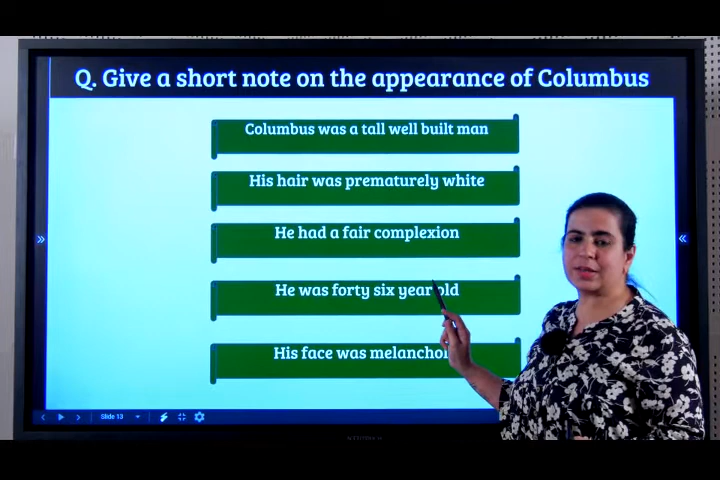 Q. Give a short note on the appearance of Columbus
Columbus was a tall well built man
His hair was prematurely white
He had a fair complexion
He was forty six year old
His face was
Slide 13